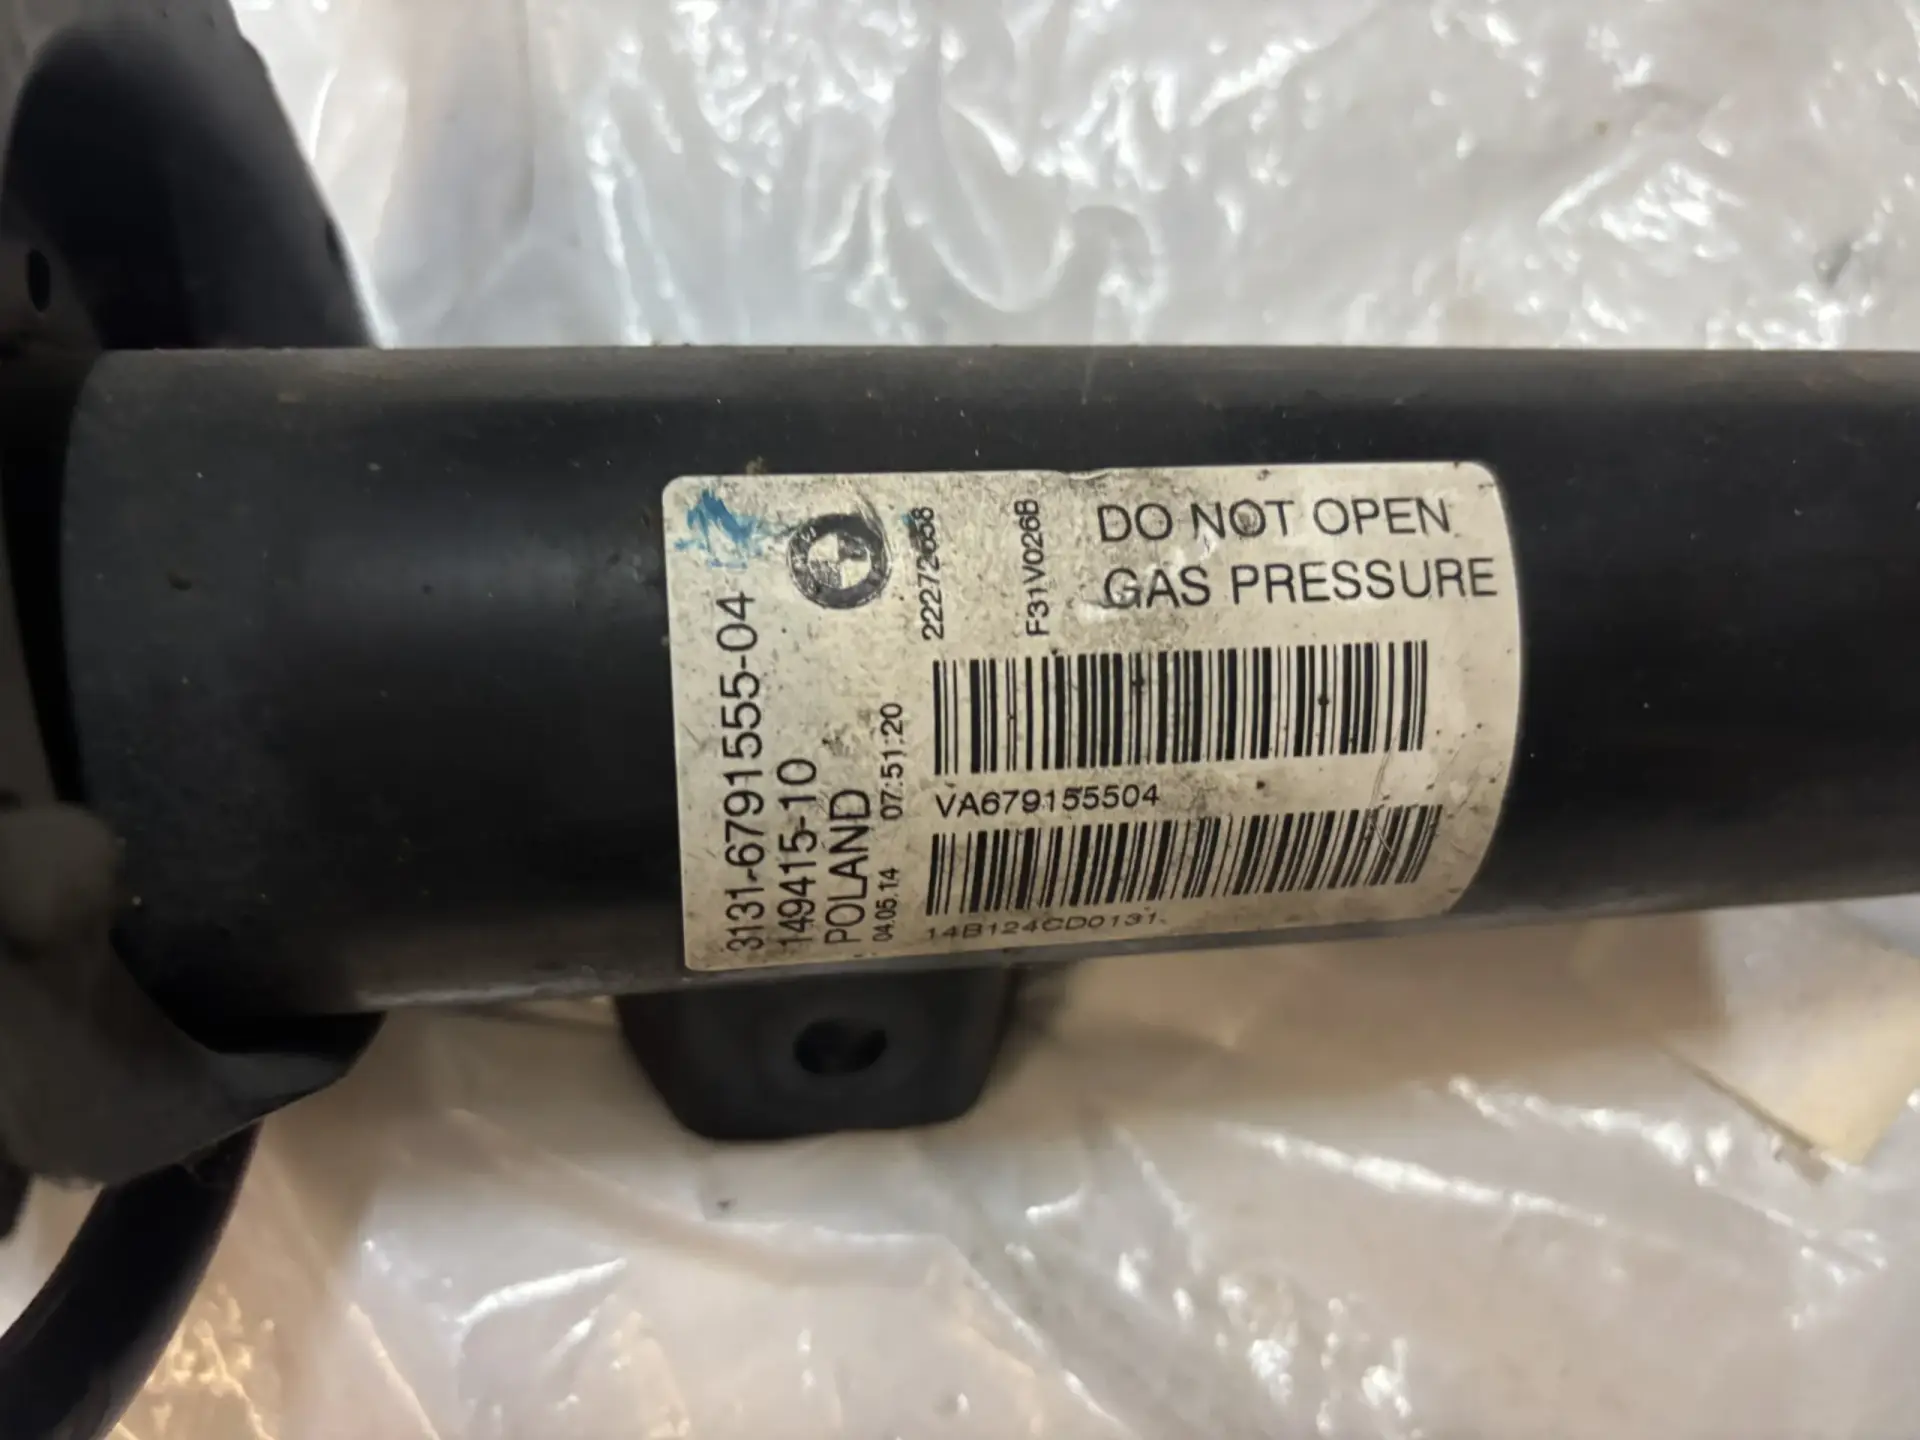 3131-6791555-04
149415-10
POLAND
04.05.14 07:51:20
22272658
F31V026B
DO NOT OPEN
GAS PRESSURE
VA679155504
14B124CD0131